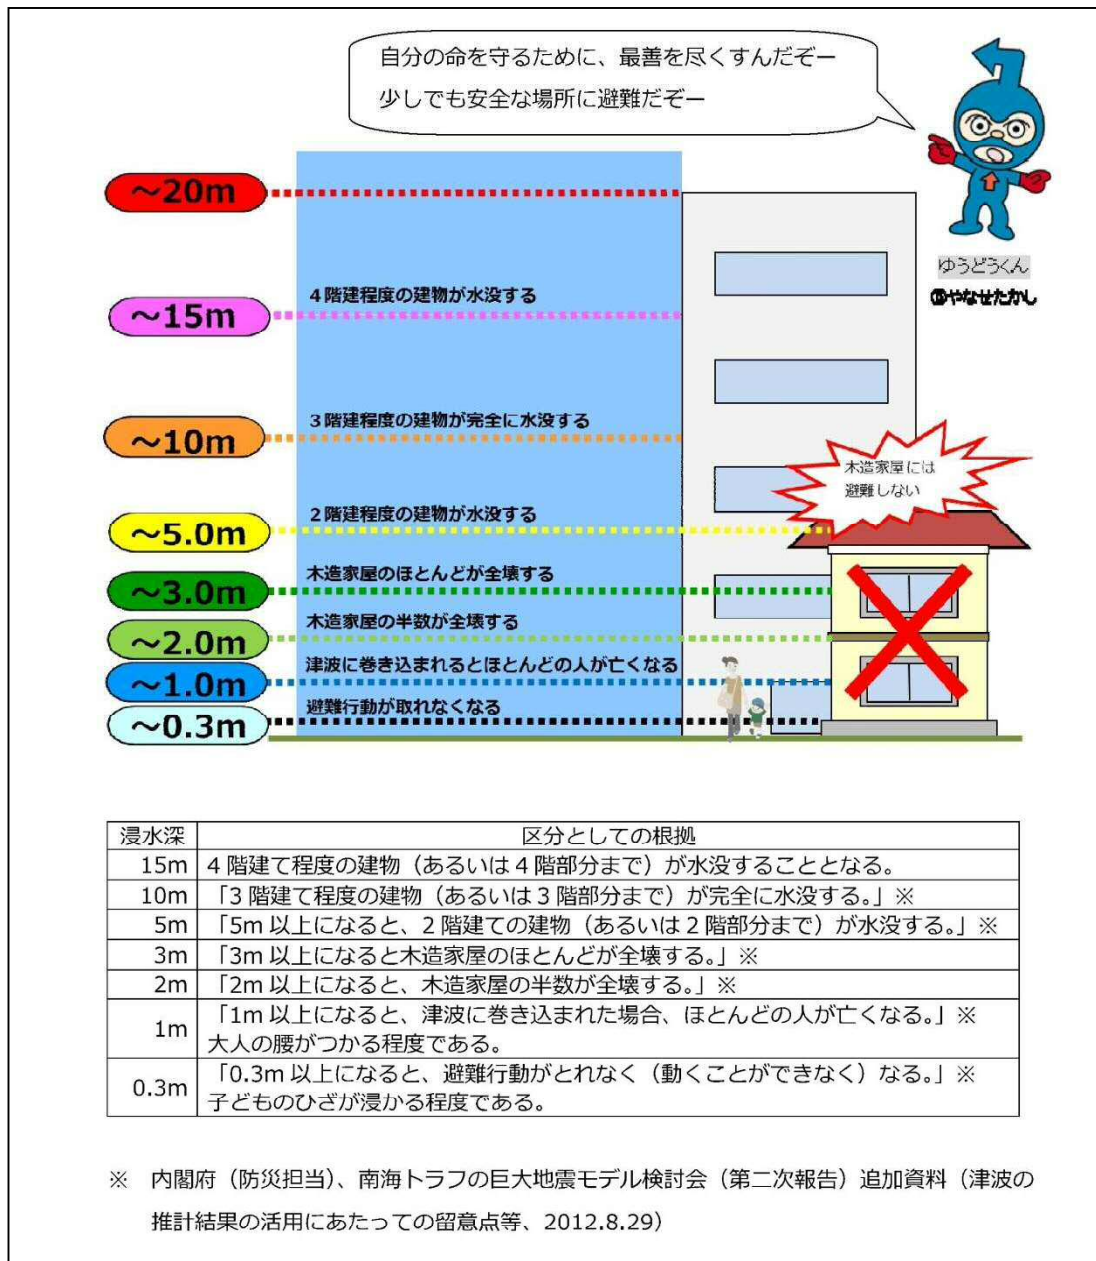 自分の命を守るために、最善を尽くすんだぞー
少しでも安全な場所に避難だぞー
ゆうどうくん
やなせたかし
～20m
～15m
4階建程度の建物が水没する
～10m
3階建程度の建物が完全に水没する
木造家屋には
避難しない
～5.0m
2階建程度の建物が水没する
～3.0m
木造家屋のほとんどが全壊する
～2.0m
木造家屋の半数が全壊する
～1.0m
津波に巻き込まれるとほとんどの人が亡くなる
～0.3m
避難行動が取れなくなる
浸水深 区分としての根拠
15m 4階建て程度の建物（あるいは4階部分まで）が水没することとなる。
10m 「3階建て程度の建物（あるいは3階部分まで）が完全に水没する。」※
5m 「5m以上になると、2階建ての建物（あるいは2階部分まで）が水没する。」※
3m 「3m以上になると木造家屋のほとんどが全壊する。」※
2m 「2m以上になると、木造家屋の半数が全壊する。」※
1m 「1m以上になると、津波に巻き込まれた場合、ほとんどの人が亡くなる。」※
大人の腰がつかる程度である。
0.3m 「0.3m以上になると、避難行動がとれなく（動くことができなく）なる。」※
子どものひざが浸かる程度である。
※ 内閣府（防災担当）、南海トラフの巨大地震モデル検討会（第二次報告）追加資料（津波の
推計結果の活用にあたっての留意点等、2012.8.29）